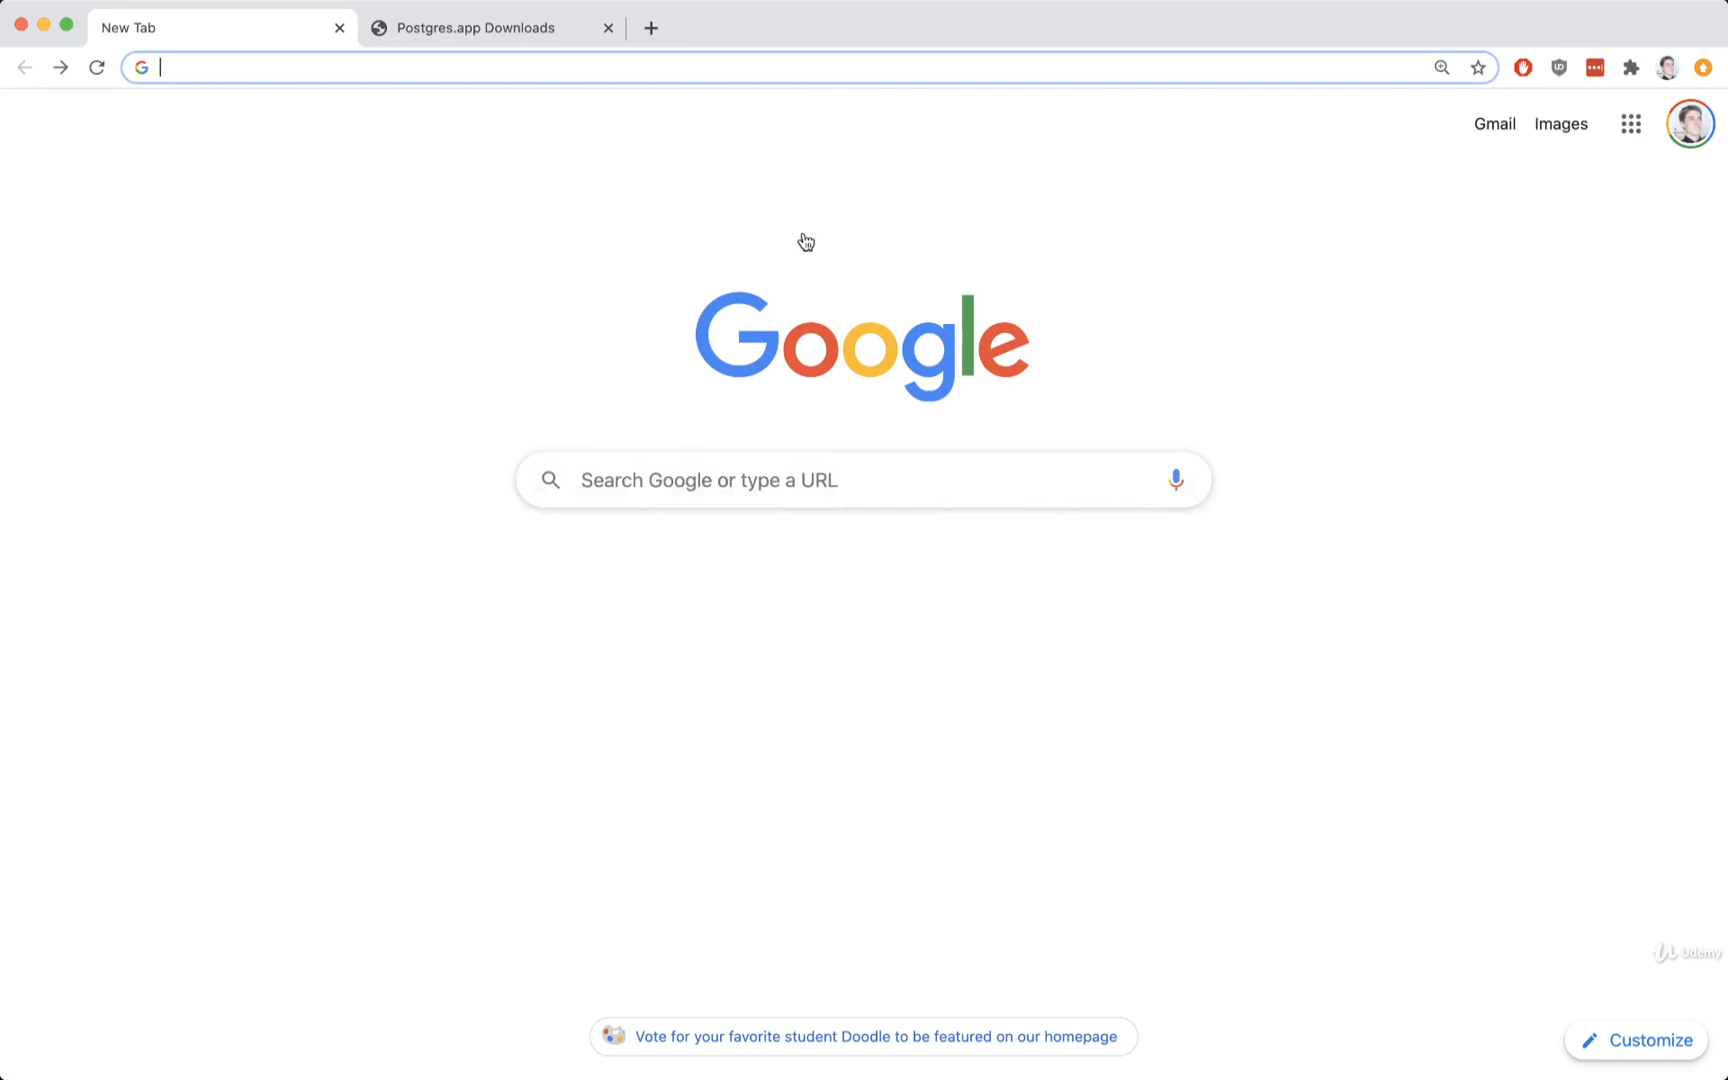 New Tab
Postgres.app Downloads
Gmail Images
Google
Search Google or type a URL
Udemy
Vote for your favorite student Doodle to be featured on our homepage
Customize